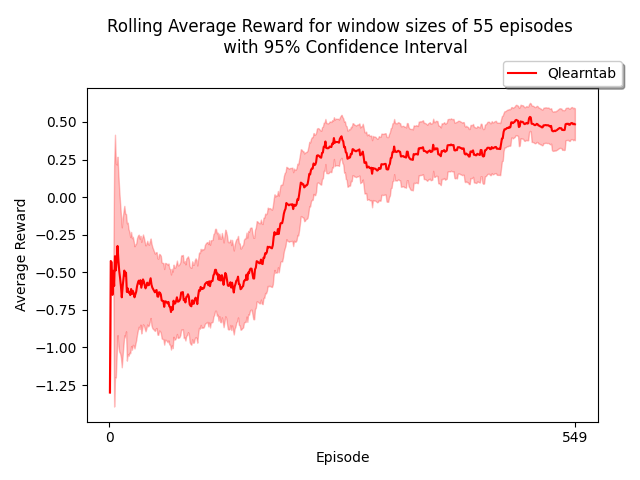 Rolling Average Reward for window sizes of 55 episodes
with 95% Confidence Interval
Qlearntab
0.50
0.25
0.00
−0.25
−0.50
−0.75
−1.00
−1.25
Average Reward
0
549
Episode